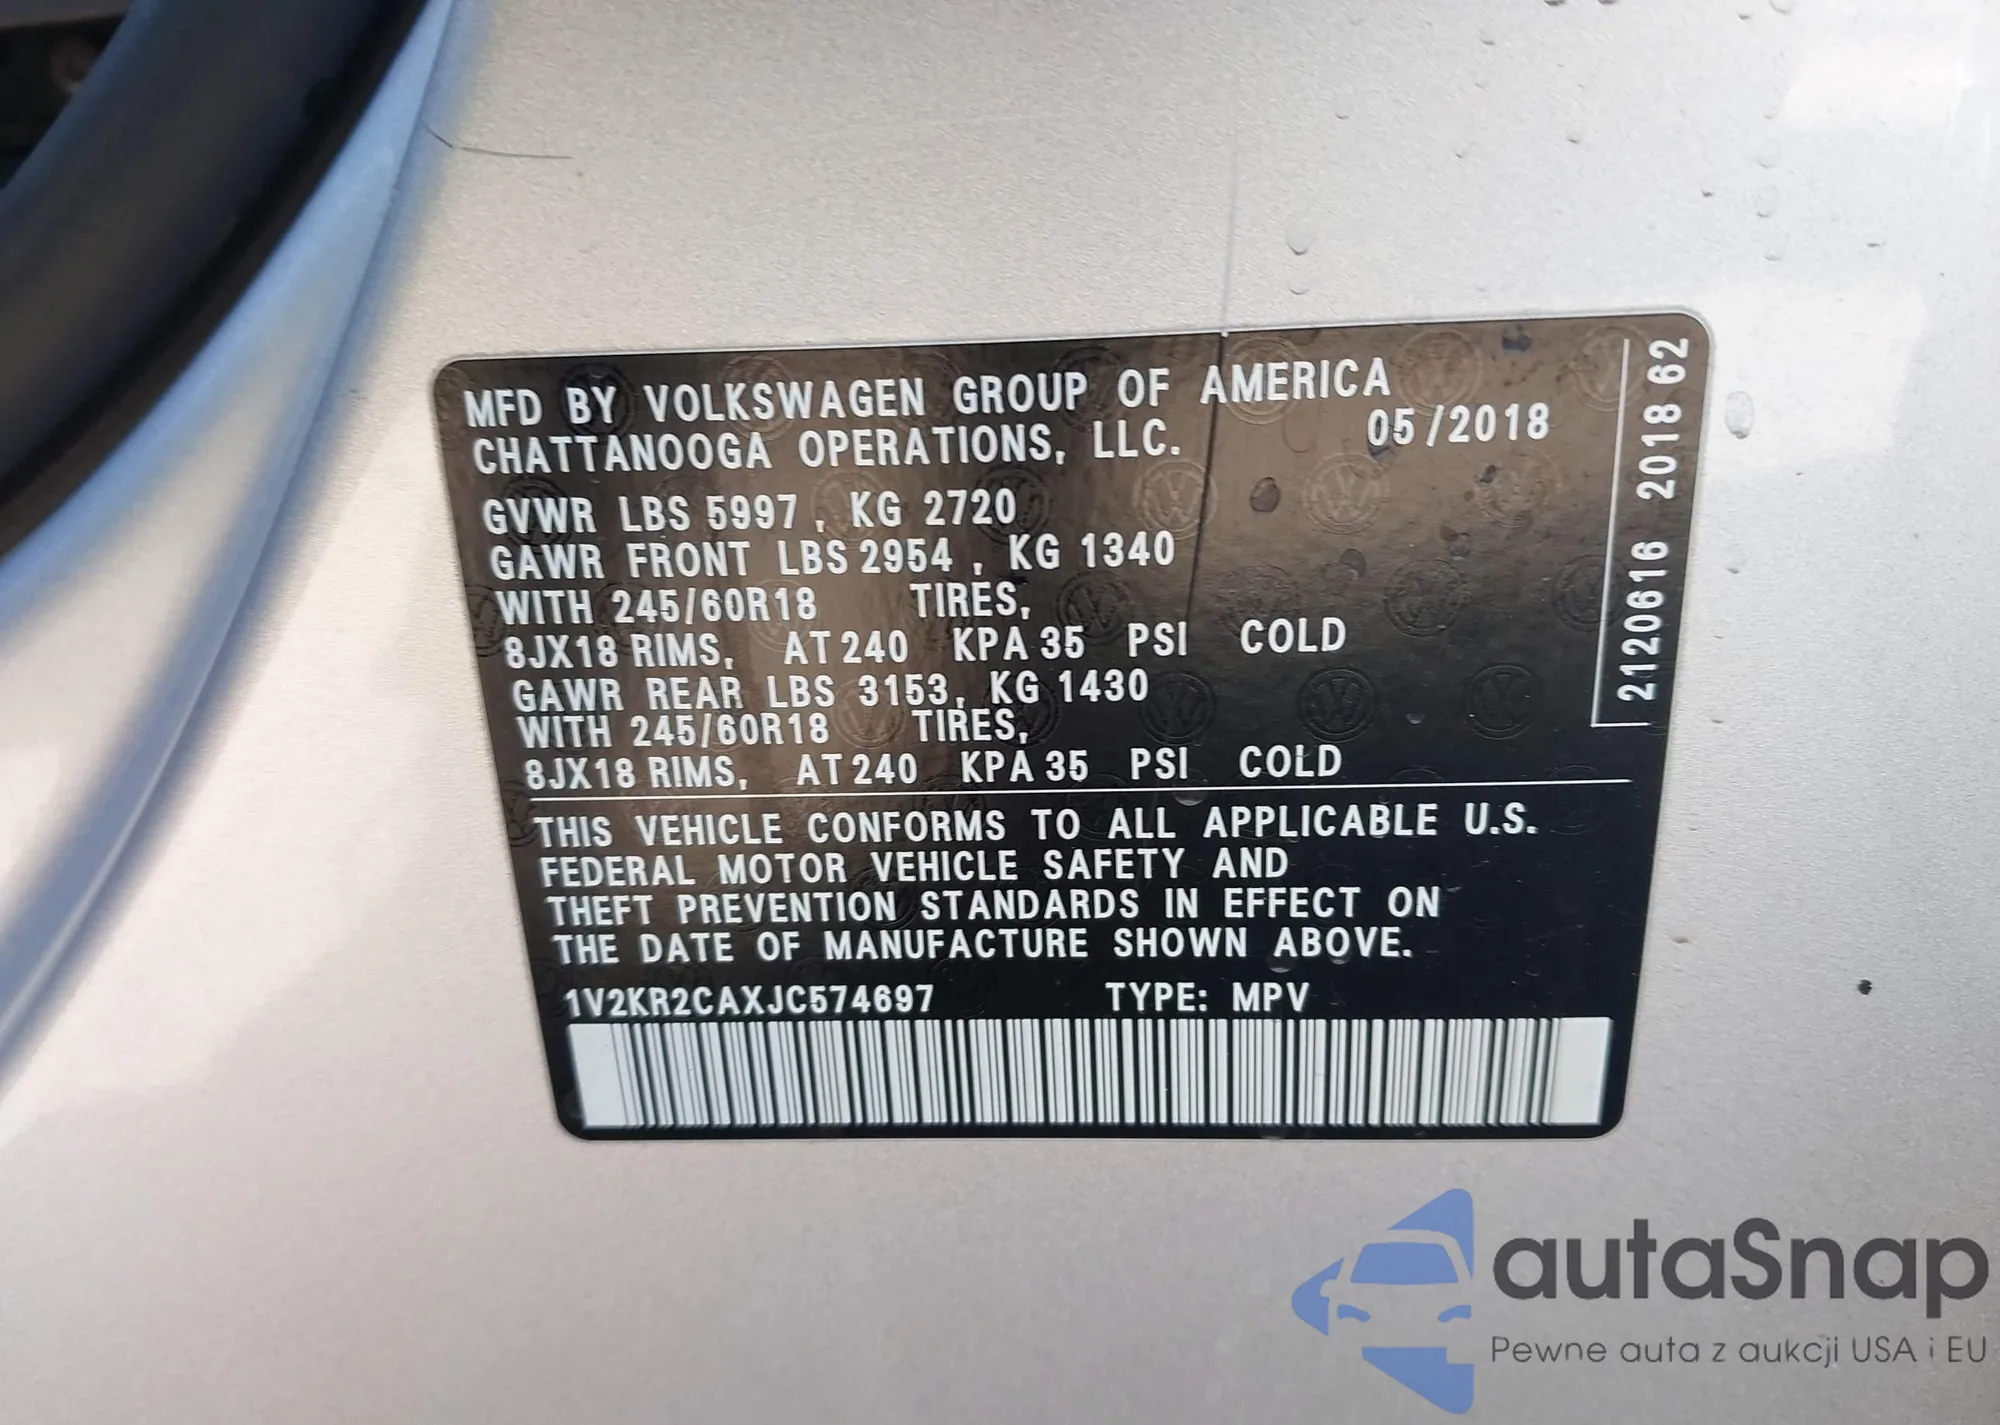 MFD BY VOLKSWAGEN GROUP OF AMERICA
CHATTANOOGA OPERATIONS, LLC. 05/2018
GVWR LBS 5997, KG 2720
GAWR FRONT LBS 2954, KG 1340
WITH 245/60R18 TIRES,
8JX18 RIMS, AT 240 KPA 35 PSI COLD
GAWR REAR LBS 3153, KG 1430
WITH 245/60R18 TIRES,
8JX18 RIMS, AT 240 KPA 35 PSI COLD
THIS VEHICLE CONFORMS TO ALL APPLICABLE U.S.
FEDERAL MOTOR VEHICLE SAFETY AND
THEFT PREVENTION STANDARDS IN EFFECT ON
THE DATE OF MANUFACTURE SHOWN ABOVE.
1V2KR2CAXJC574697 TYPE: MPV
21120616 2018 62
autaSnap
Pewne auta z aukcji USA i EU